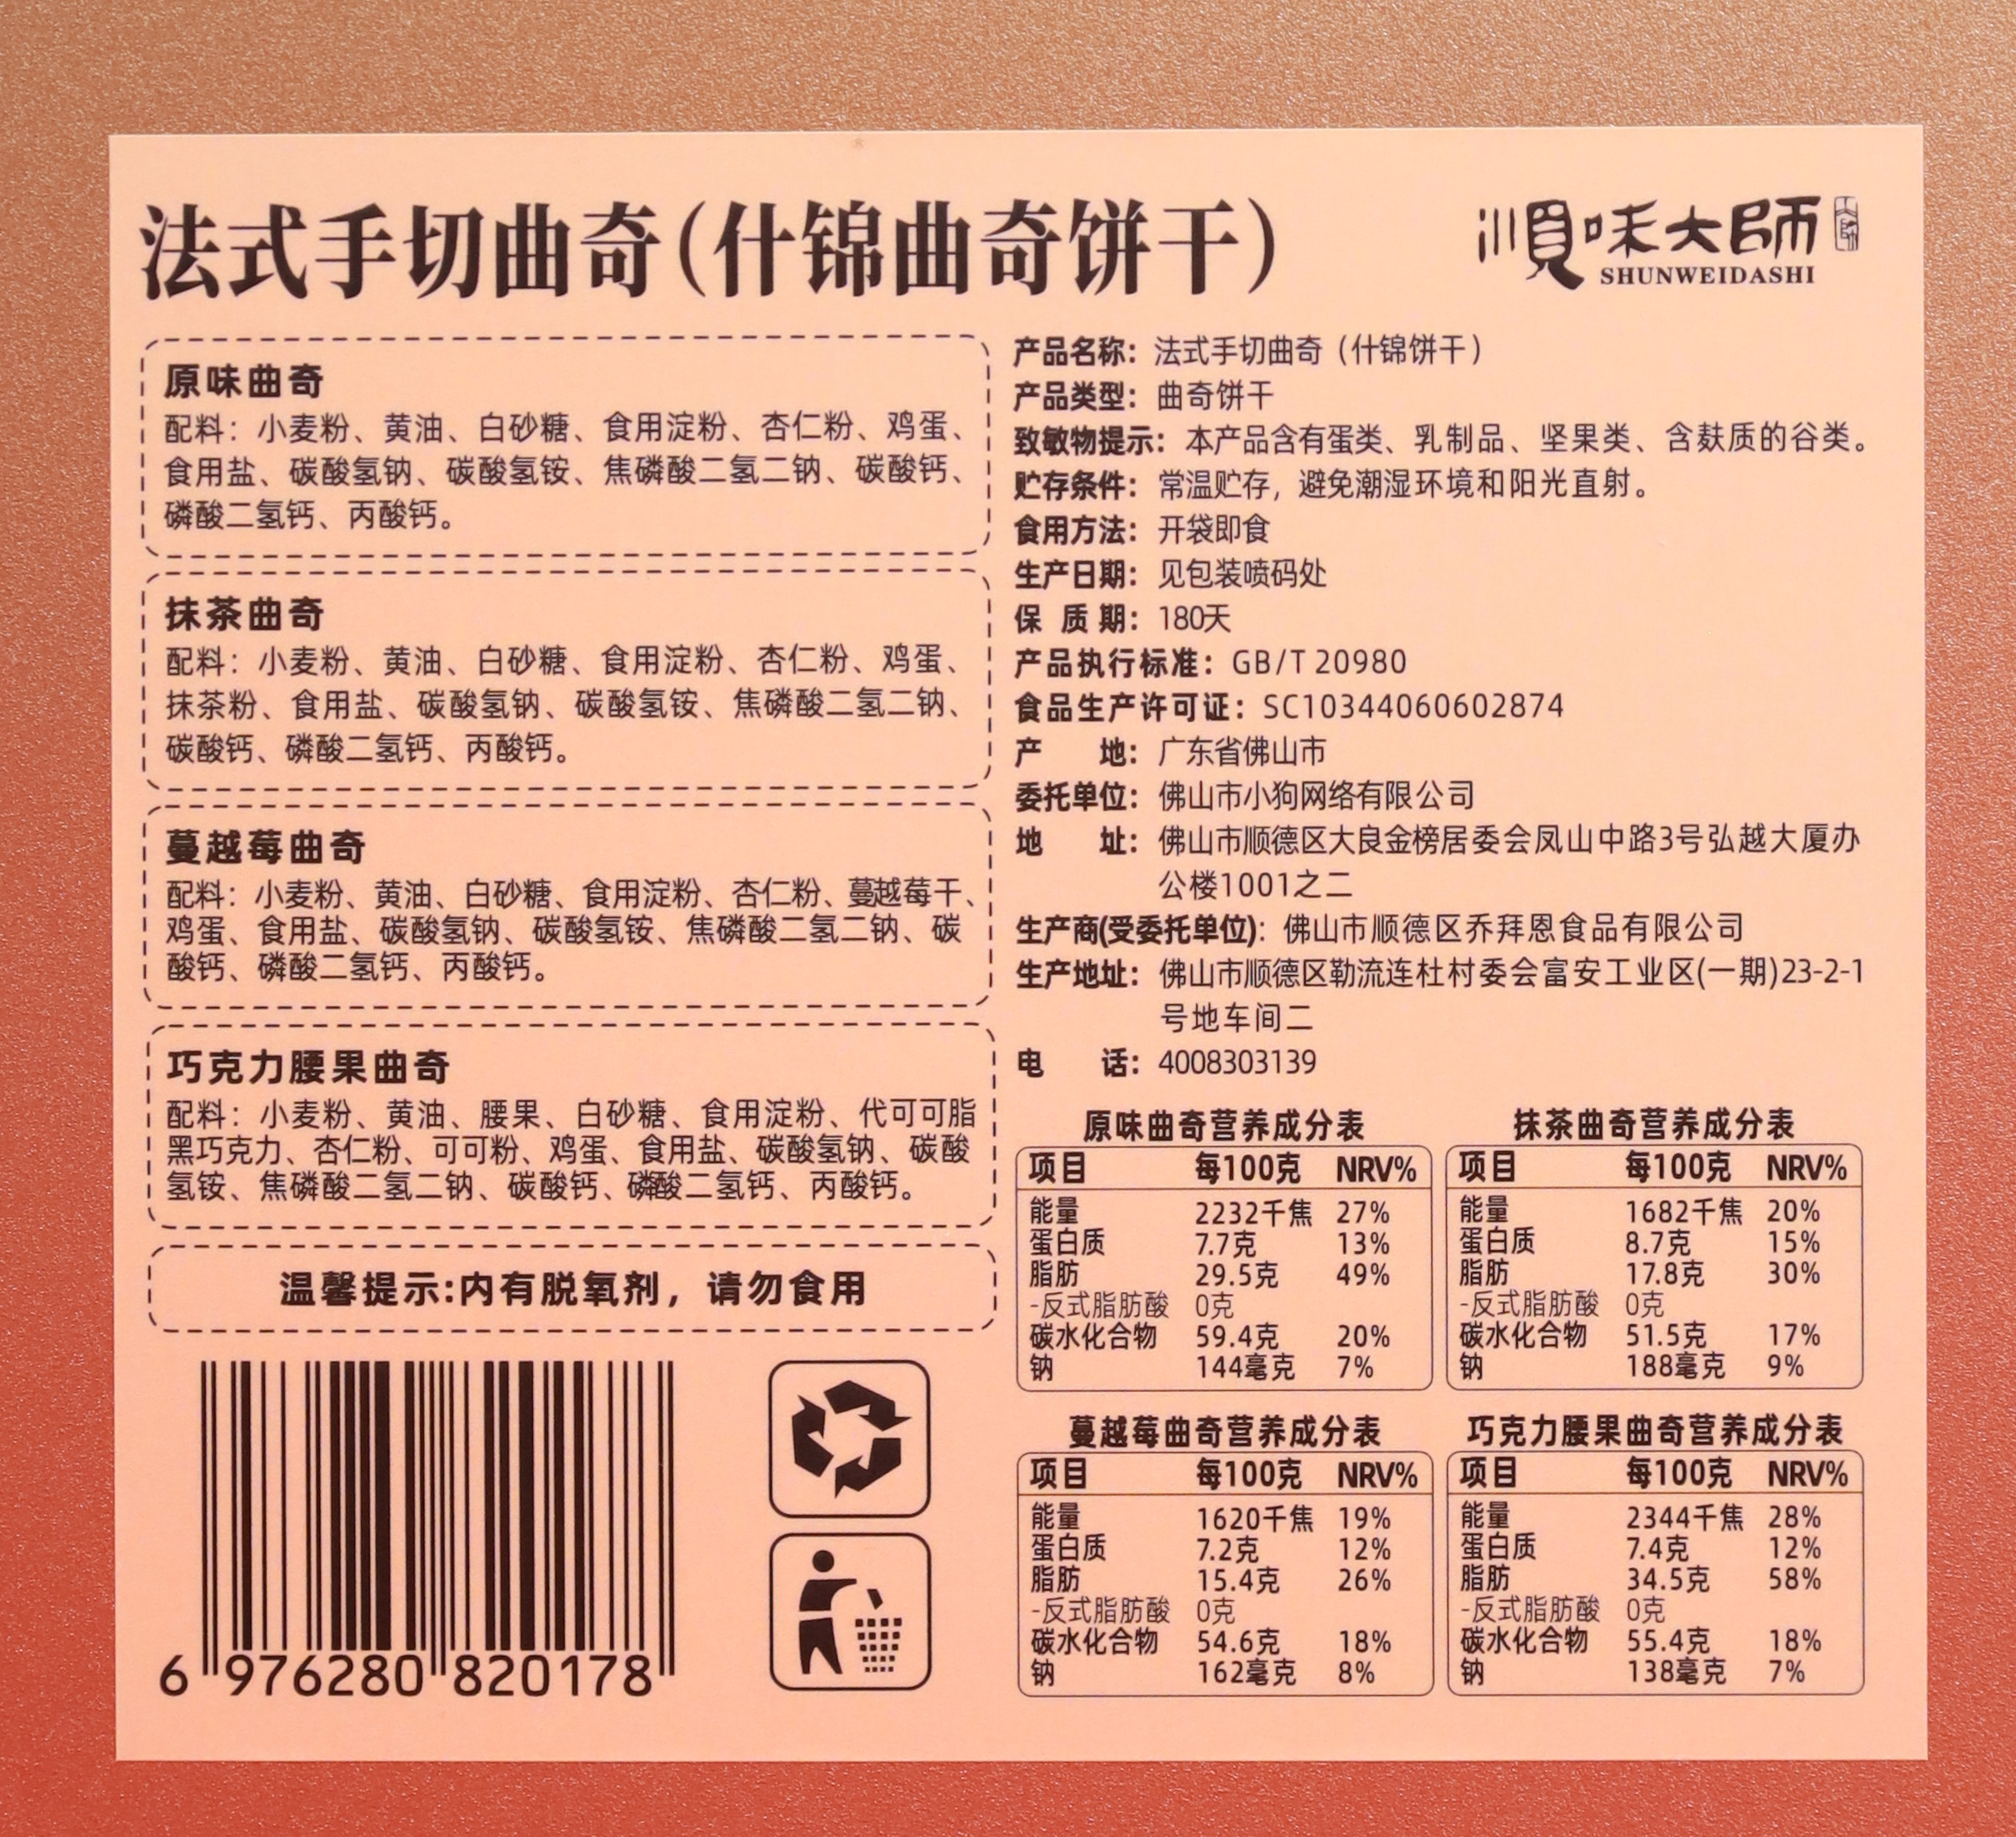 法式手切曲奇(什锦曲奇饼干)
順味大師
SHUNWEIDASHI
原味曲奇
配料：小麦粉、黄油、白砂糖、食用淀粉、杏仁粉、鸡蛋、
食用盐、碳酸氢钠、碳酸氢铵、焦磷酸二氢二钠、碳酸钙、
磷酸二氢钙、丙酸钙。
抹茶曲奇
配料：小麦粉、黄油、白砂糖、食用淀粉、杏仁粉、鸡蛋、
抹茶粉、食用盐、碳酸氢钠、碳酸氢铵、焦磷酸二氢二钠、
碳酸钙、磷酸二氢钙、丙酸钙。
蔓越莓曲奇
配料：小麦粉、黄油、白砂糖、食用淀粉、杏仁粉、蔓越莓干、
鸡蛋、食用盐、碳酸氢钠、碳酸氢铵、焦磷酸二氢二钠、碳
酸钙、磷酸二氢钙、丙酸钙。
巧克力腰果曲奇
配料：小麦粉、黄油、腰果、白砂糖、食用淀粉、代可可脂
黑巧克力、杏仁粉、可可粉、鸡蛋、食用盐、碳酸氢钠、碳酸
氢铵、焦磷酸二氢二钠、碳酸钙、磷酸二氢钙、丙酸钙。
温馨提示:内有脱氧剂，请勿食用
6 976280 820178
产品名称：法式手切曲奇（什锦饼干）
产品类型：曲奇饼干
致敏物提示：本产品含有蛋类、乳制品、坚果类、含麸质的谷类。
贮存条件：常温贮存，避免潮湿环境和阳光直射。
食用方法：开袋即食
生产日期：见包装喷码处
保质期：180天
产品执行标准：GB/T 20980
食品生产许可证：SC10344060602874
产地：广东省佛山市
委托单位：佛山市小狗网络有限公司
地址：佛山市顺德区大良金榜居委会凤山中路3号弘越大厦办
公楼1001之二
生产商(受委托单位)：佛山市顺德区乔拜恩食品有限公司
生产地址：佛山市顺德区勒流连杜村委会富安工业区(一期)23-2-1
号地车间二
电话：4008303139
原味曲奇营养成分表
项目 每100克 NRV%
能量 2232千焦 27%
蛋白质 7.7克 13%
脂肪 29.5克 49%
-反式脂肪酸 0克
碳水化合物 59.4克 20%
钠 144毫克 7%
抹茶曲奇营养成分表
项目 每100克 NRV%
能量 1682千焦 20%
蛋白质 8.7克 15%
脂肪 17.8克 30%
-反式脂肪酸 0克
碳水化合物 51.5克 17%
钠 188毫克 9%
蔓越莓曲奇营养成分表
项目 每100克 NRV%
能量 1620千焦 19%
蛋白质 7.2克 12%
脂肪 15.4克 26%
-反式脂肪酸 0克
碳水化合物 54.6克 18%
钠 162毫克 8%
巧克力腰果曲奇营养成分表
项目 每100克 NRV%
能量 2344千焦 28%
蛋白质 7.4克 12%
脂肪 34.5克 58%
-反式脂肪酸 0克
碳水化合物 55.4克 18%
钠 138毫克 7%